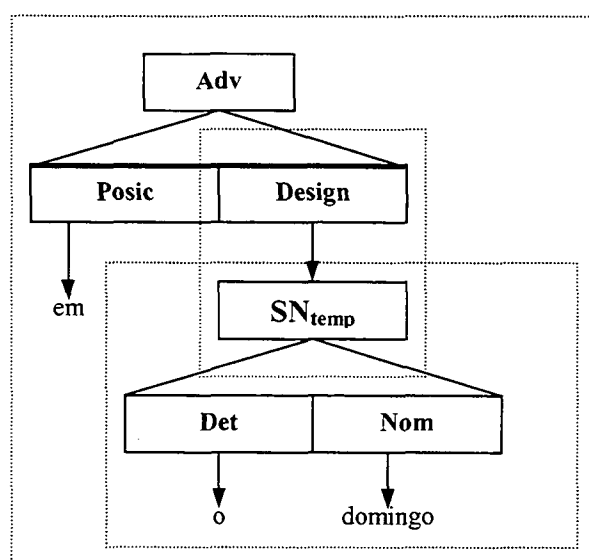 Adv
Posic Design
em
SNtemp
Det Nom
o domingo